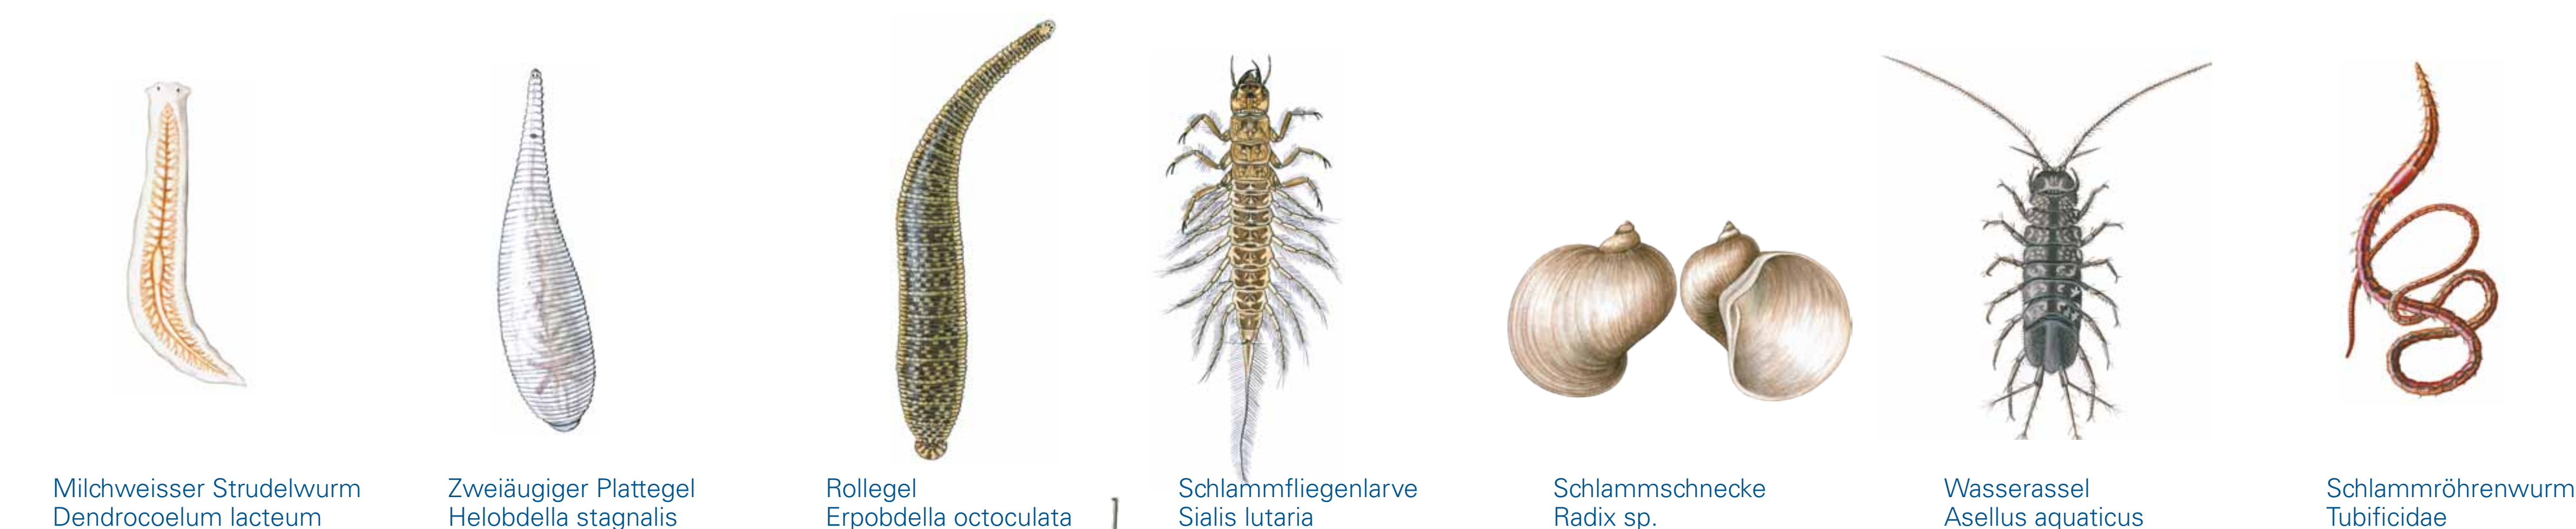 Milchweisser Strudelwurm
Dendrocoelum lacteum
Zweiäugiger Plattegel
Helobdella stagnalis
Rollegel
Erpobdella octoculata
Schlammfliegenlarve
Sialis lutaria
Schlammschnecke
Radix sp.
Wasserassel
Asellus aquaticus
Schlammröhrenwurm
Tubificidae